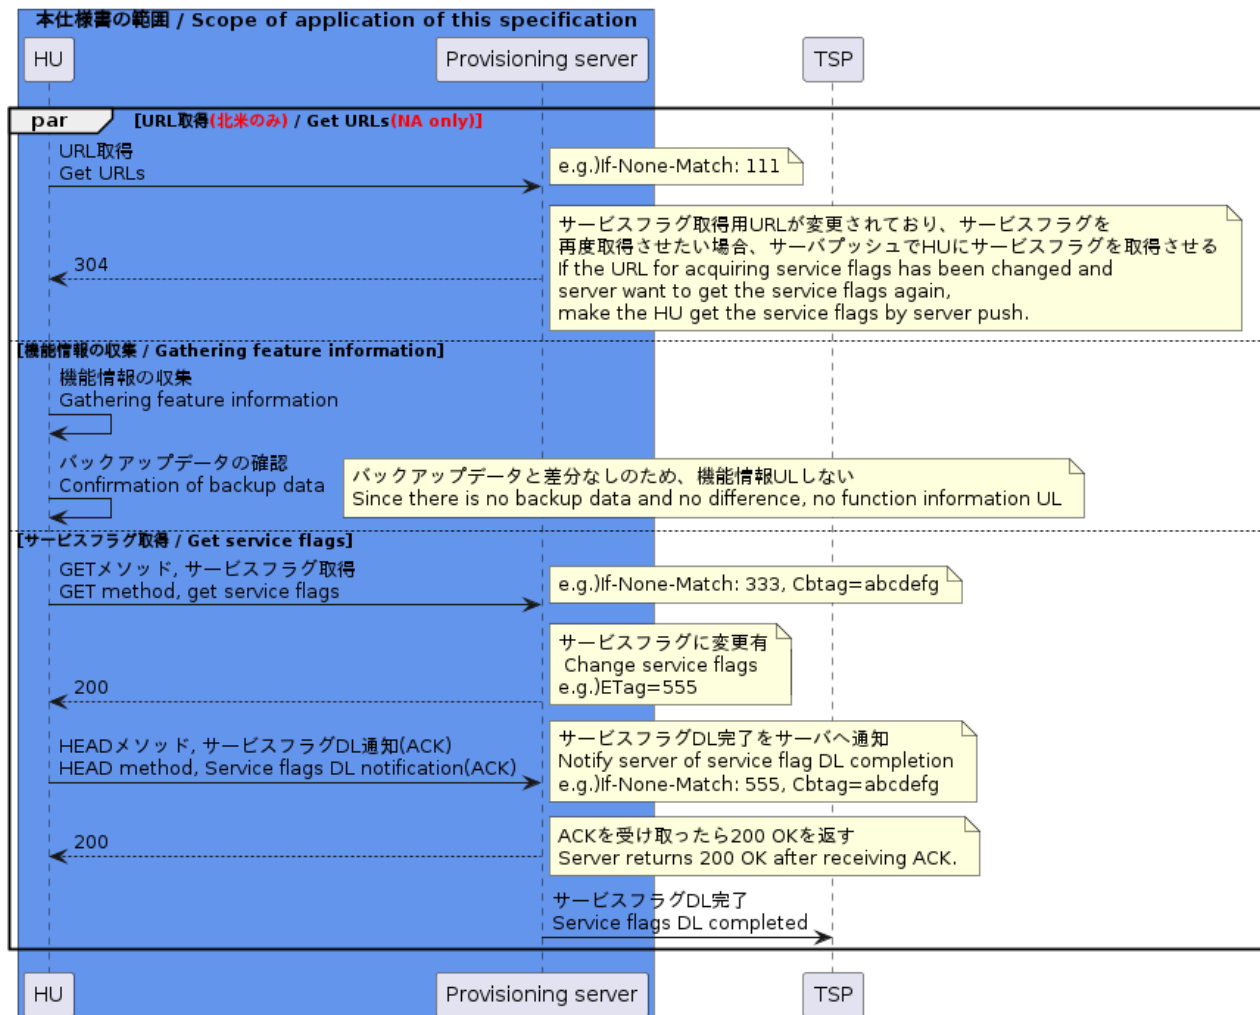 本仕様書の範囲 / Scope of application of this specification
HU
Provisioning server
TSP
par
[URL取得(北米のみ) / Get URLs(NA only)]
URL取得
Get URLs
e.g.)If-None-Match: 111
サービスフラグ取得用URLが変更されており、サービスフラグを
再度取得させたい場合、サーバプッシュでHUにサービスフラグを取得させる
If the URL for acquiring service flags has been changed and
server want to get the service flags again,
make the HU get the service flags by server push.
304
[機能情報の収集 / Gathering feature information]
機能情報の収集
Gathering feature information
バックアップデータの確認
Confirmation of backup data
バックアップデータと差分なしのため、機能情報ULしない
Since there is no backup data and no difference, no function information UL
[サービスフラグ取得 / Get service flags]
GETメソッド, サービスフラグ取得
GET method, get service flags
e.g.)If-None-Match: 333, Cbtag=abcdefg
サービスフラグに変更有
Change service flags
e.g.)ETag=555
200
HEADメソッド, サービスフラグDL通知(ACK)
HEAD method, Service flags DL notification(ACK)
サービスフラグDL完了をサーバへ通知
Notify server of service flag DL completion
e.g.)If-None-Match: 555, Cbtag=abcdefg
200
ACKを受け取ったら200 OKを返す
Server returns 200 OK after receiving ACK.
サービスフラグDL完了
Service flags DL completed
HU
Provisioning server
TSP